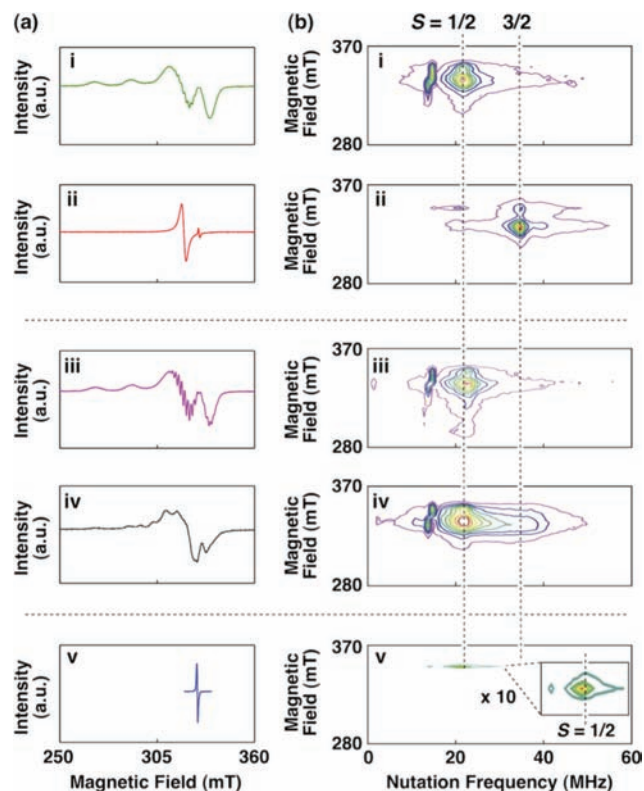 (a)
i
Intensity
(a.u.)
ii
Intensity
(a.u.)
iii
Intensity
(a.u.)
iv
Intensity
(a.u.)
v
Intensity
(a.u.)
250 305 360
Magnetic Field (mT)
(b) S = 1/2 3/2
370
i
Magnetic
Field (mT)
280
370
ii
Magnetic
Field (mT)
280
370
iii
Magnetic
Field (mT)
280
370
iv
Magnetic
Field (mT)
280
370
v
Magnetic
Field (mT)
x 10
S = 1/2
280
0 20 40 60
Nutation Frequency (MHz)